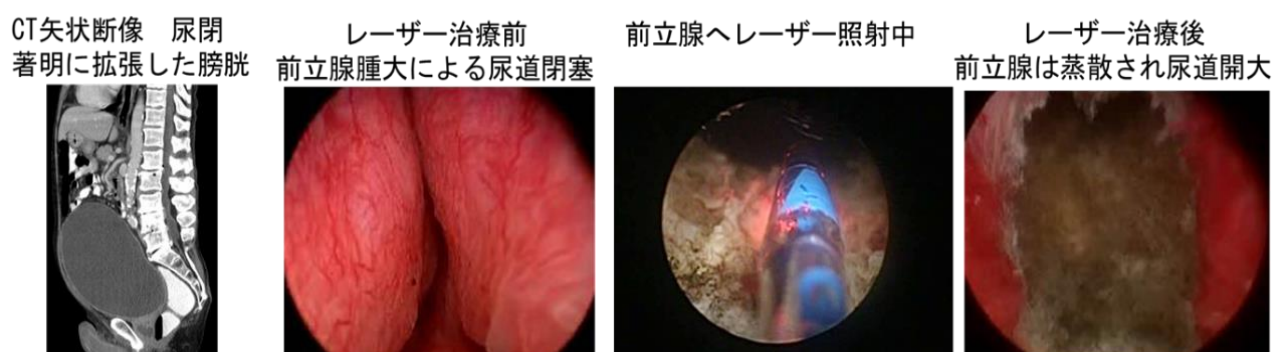 CT矢状断像　尿閉
著明に拡張した膀胱
レーザー治療前
前立腺腫大による尿道閉塞
前立腺へレーザー照射中
レーザー治療後
前立腺は蒸散され尿道開大